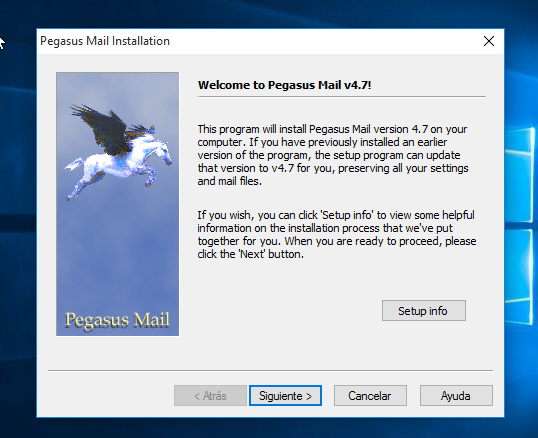 Pegasus Mail Installation
Welcome to Pegasus Mail v4.7!
This program will install Pegasus Mail version 4.7 on your
computer. If you have previously installed an earlier
version of the program, the setup program can update
that version to v4.7 for you, preserving all your settings
and mail files.
If you wish, you can click 'Setup info' to view some helpful
information on the installation process that we've put
together for you. When you are ready to proceed, please
click the 'Next' button.
Setup info
Pegasus Mail
< Atrás
Siguiente >
Cancelar
Ayuda